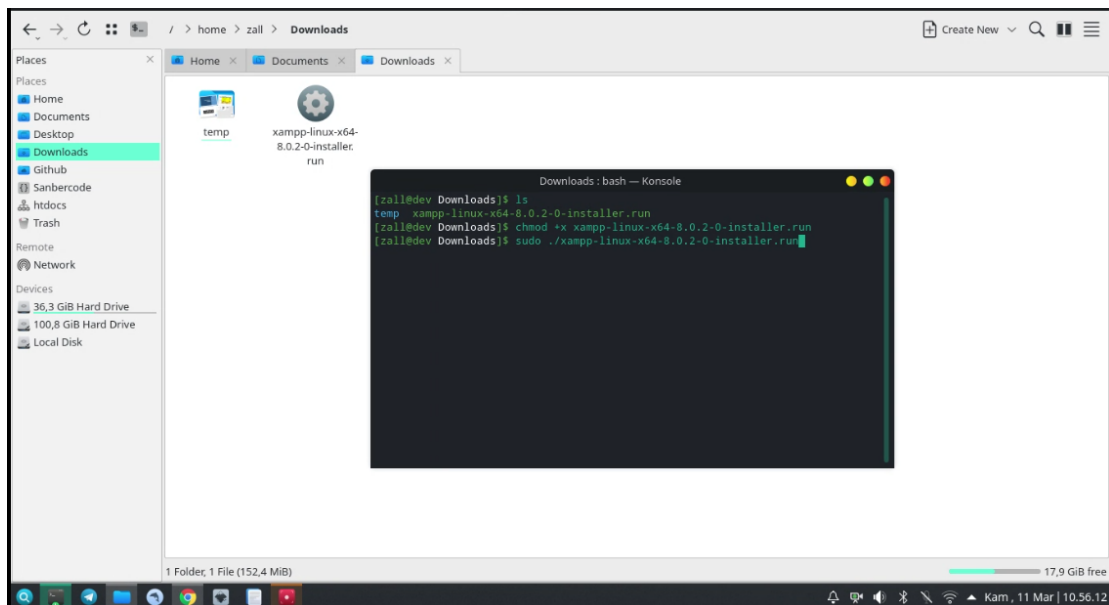 / > home > zall > Downloads
Create New
Places
Home
Documents
Downloads
Places
Home
Documents
Desktop
Downloads
Github
Sanbercode
htdocs
Trash
Remote
Network
Devices
36,3 GiB Hard Drive
100,8 GiB Hard Drive
Local Disk
temp
xampp-linux-x64-
8.0.2-0-installer.
run
Downloads : bash — Konsole
[zall@dev Downloads]$ ls
temp xampp-linux-x64-8.0.2-0-installer.run
[zall@dev Downloads]$ chmod +x xampp-linux-x64-8.0.2-0-installer.run
[zall@dev Downloads]$ sudo ./xampp-linux-x64-8.0.2-0-installer.run
1 Folder, 1 File (152,4 MiB)
17,9 GiB free
Kam , 11 Mar | 10.56.12